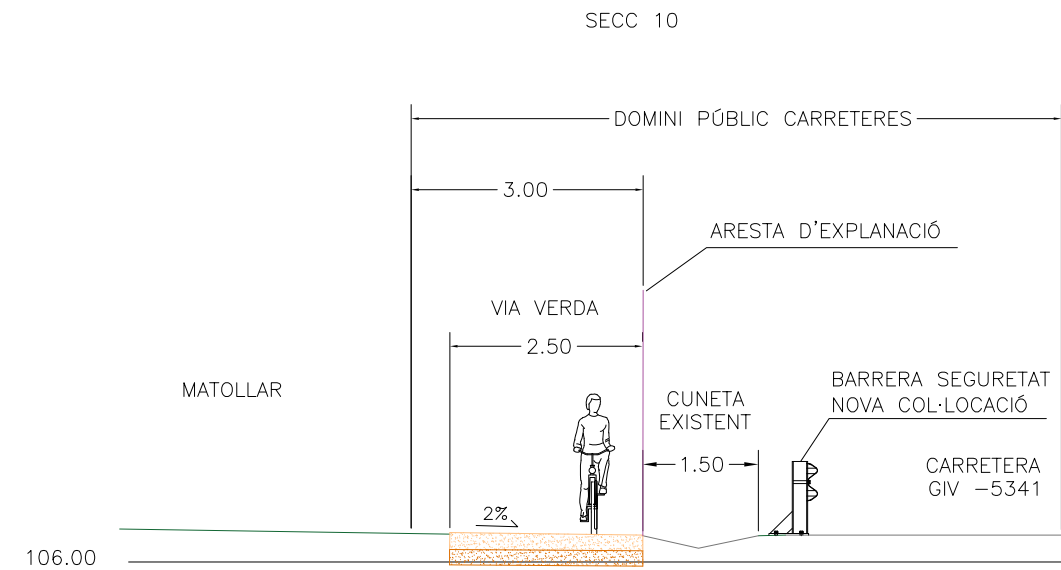 SECC 10
DOMINI PÚBLIC CARRETERES
3.00
ARESTA D'EXPLANACIÓ
VIA VERDA
2.50
MATOLLAR
CUNETA
EXISTENT
BARRERA SEGURETAT
NOVA COL·LOCACIÓ
1.50
CARRETERA
GIV -5341
2%
106.00